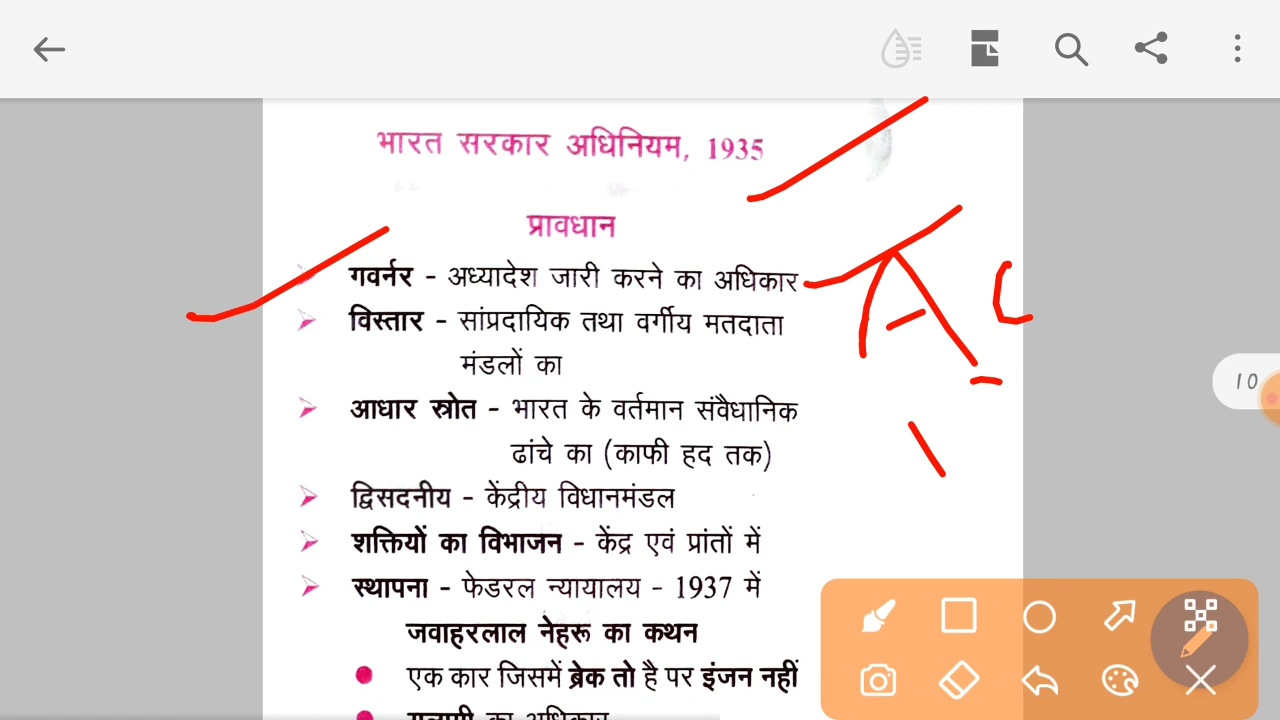 भारत सरकार अधिनियम, 1935
प्रावधान
गवर्नर - अध्यादेश जारी करने का अधिकार
विस्तार - सांप्रदायिक तथा वर्गीय मतदाता
मंडलों का
आधार स्त्रोत - भारत के वर्तमान संवैधानिक
ढांचे का (काफी हद तक)
द्विसदनीय - केंद्रीय विधानमंडल
शक्तियों का विभाजन - केंद्र एवं प्रांतों में
स्थापना - फेडरल न्यायालय - 1937 में
जवाहरलाल नेहरू का कथन
एक कार जिसमें ब्रेक तो है पर इंजन नहीं
का अधिकार
A
10